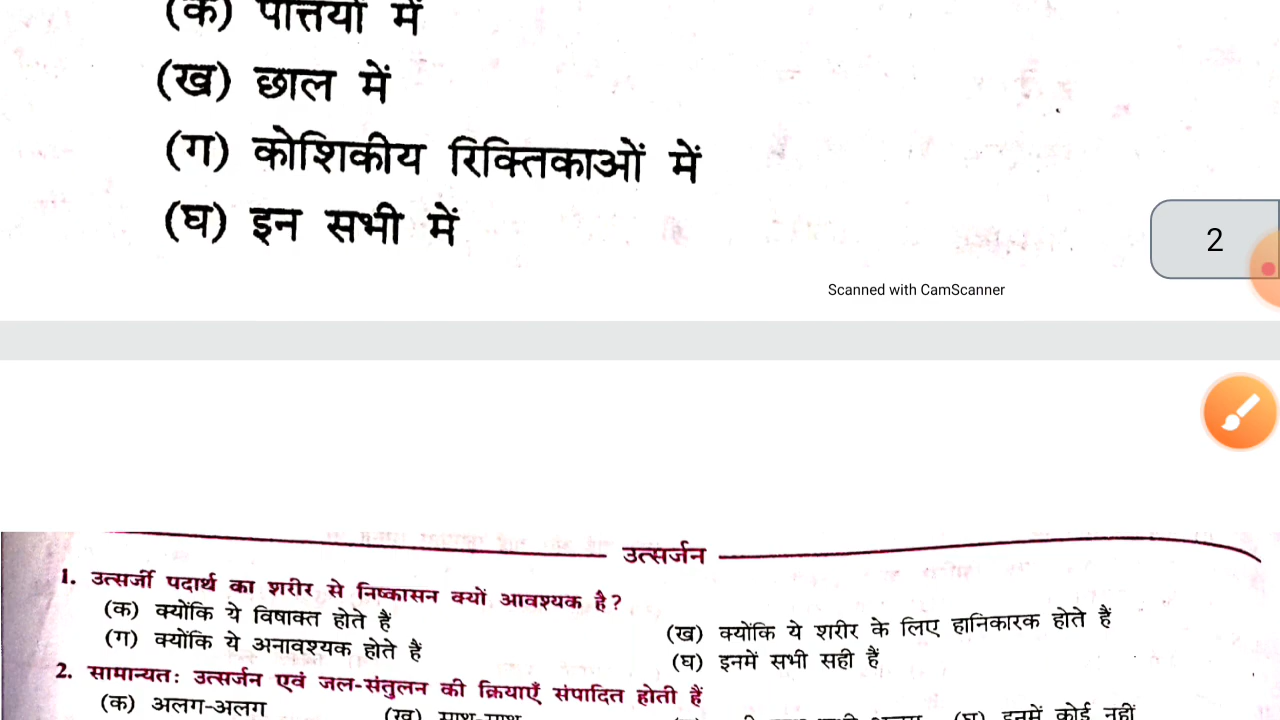 (क) पत्तियों में
(ख) छाल में
(ग) कोशिकीय रिक्तिकाओं में
(घ) इन सभी में
2
Scanned with CamScanner
उत्सर्जन
1. उत्सर्जी पदार्थ का शरीर से निष्कासन क्यों आवश्यक है?
(क) क्योंकि ये विषाक्त होते हैं
(ख) क्योंकि ये शरीर के लिए हानिकारक होते हैं
(ग) क्योंकि ये अनावश्यक होते हैं
(घ) इनमें सभी सही हैं
2. सामान्यतः उत्सर्जन एवं जल-संतुलन की क्रियाएँ संपादित होती हैं
(क) अलग-अलग (ख) साथ-साथ (घ) इनमें कोई नहीं